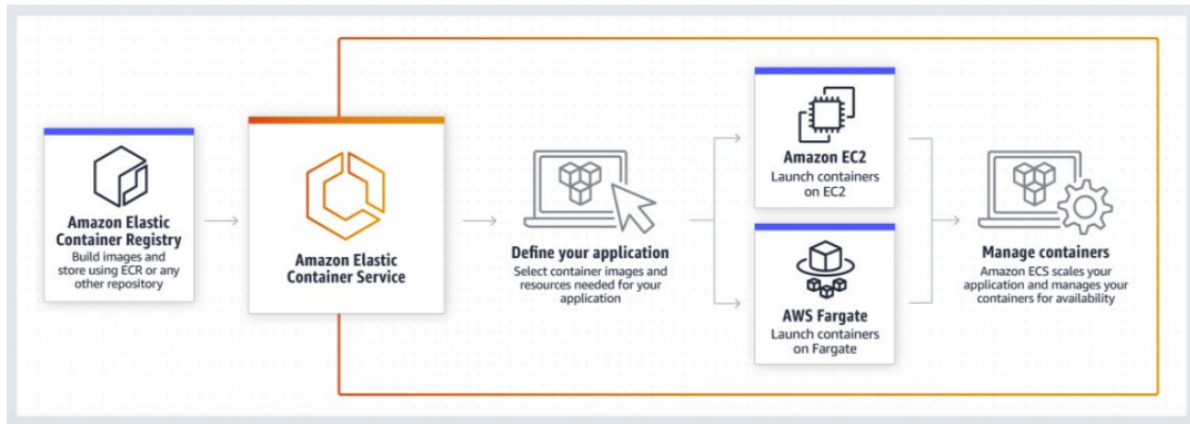 Amazon Elastic
Container Registry
Build images and
store using ECR or any
other repository
Amazon Elastic
Container Service
Define your application
Select container images and
resources needed for your
application
Amazon EC2
Launch containers
on EC2
AWS Fargate
Launch containers
on Fargate
Manage containers
Amazon ECS scales your
application and manages your
containers for availability